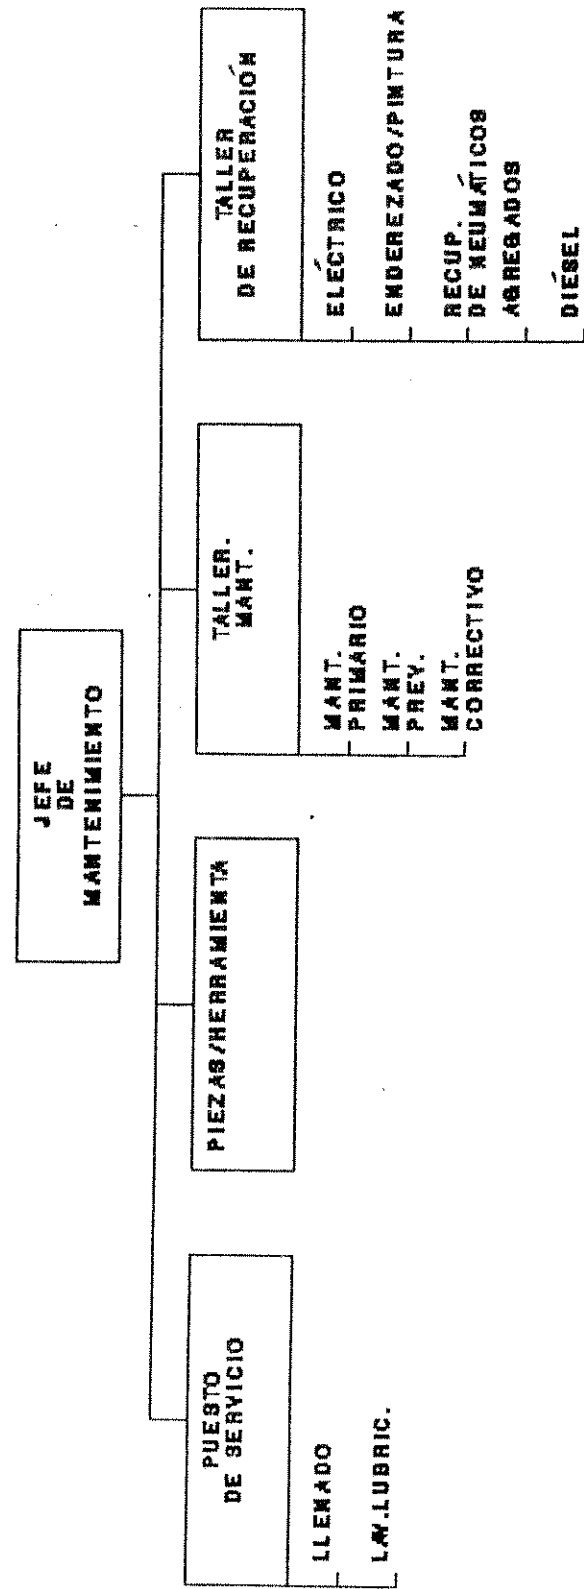 JEFE
DE
MANTENIMIENTO
PUESTO
DE SERVICIO
LLENADO
LAV.LUBRIC.
PIEZAS/HERRAMIENTA
TALLER.
MANT.
MANT.
PRIMARIO
MANT.
PREV.
MANT.
CORRECTIVO
TALLER
DE RECUPERACIÓN
ELÉCTRICO
ENDEREZADO/PINTURA
RECUP.
DE NEUMÁTICOS
AGREGADOS
DIÉSEL